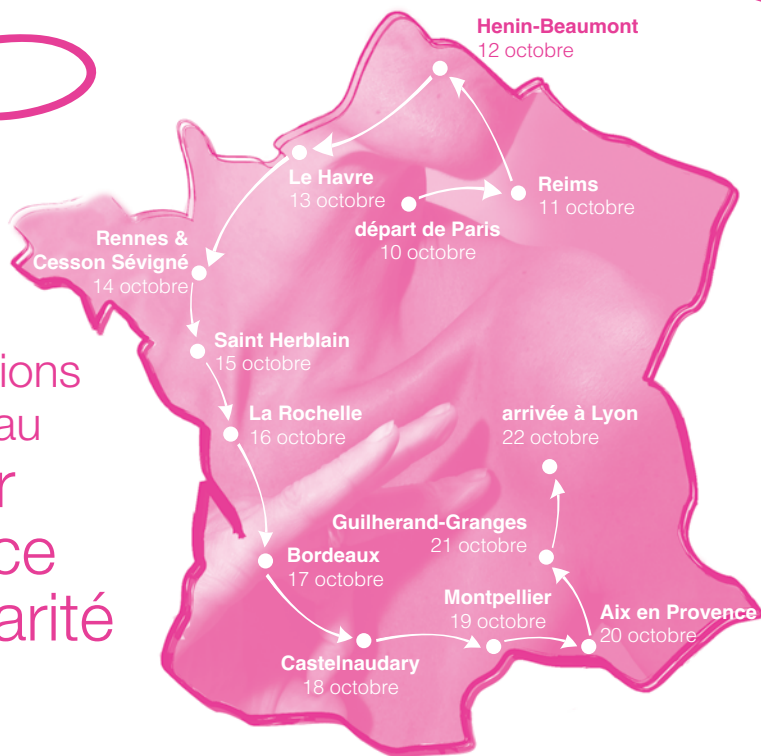 Henin-Beaumont
12 octobre
Le Havre
13 octobre
Reims
11 octobre
départ de Paris
10 octobre
Rennes &
Cesson Sévigné
14 octobre
Saint Herblain
15 octobre
La Rochelle
16 octobre
arrivée à Lyon
22 octobre
Guilherand-Granges
21 octobre
Bordeaux
17 octobre
Montpellier
19 octobre
Aix en Provence
20 octobre
Castelnaudary
18 octobre
ions
au
r
ce
arité